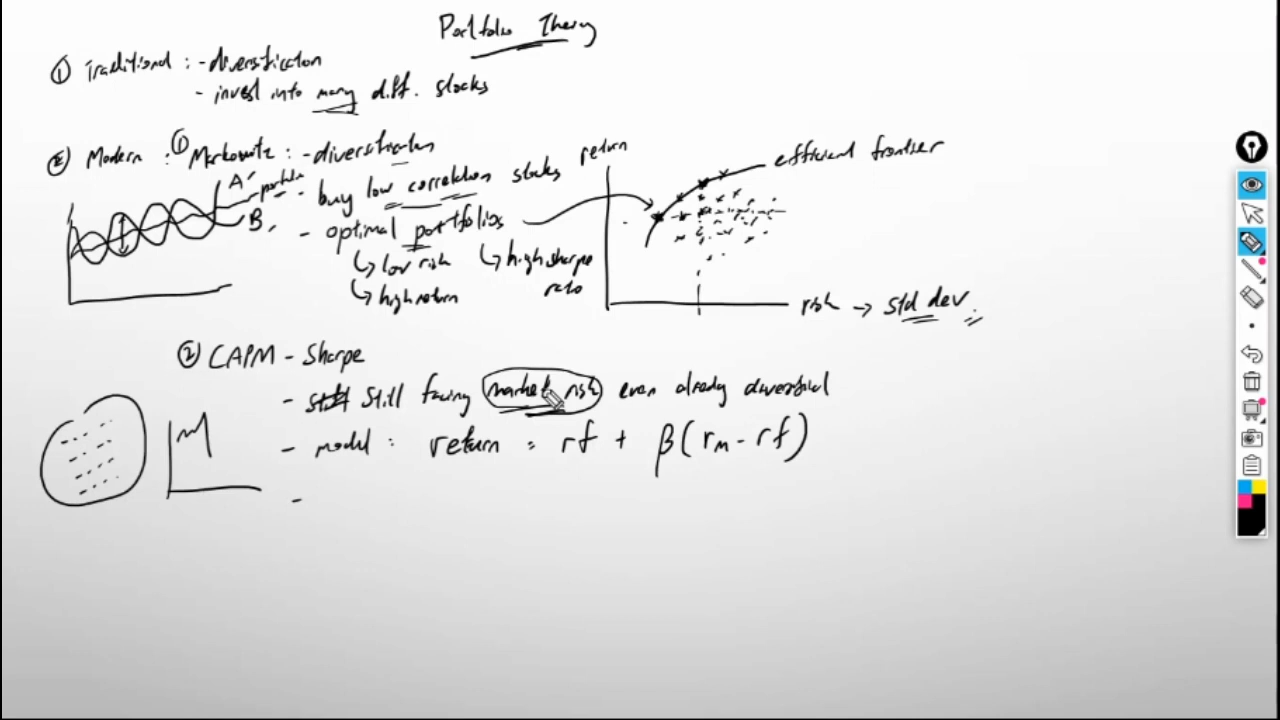 Portfolio Theory
① Traditional : - diversification
- invest into many diff. stocks
② Modern : ① Markowitz : - diversification
- buy low correlation stocks
- optimal portfolios
↳ low risk ↳ high sharpe
↳ high return ratio
A
portfolio
B
return
efficient frontier
risk → std dev.
② CAPM - Sharpe
- still facing market risk even already diversified
- model : return = rf + β(rm - rf)
-